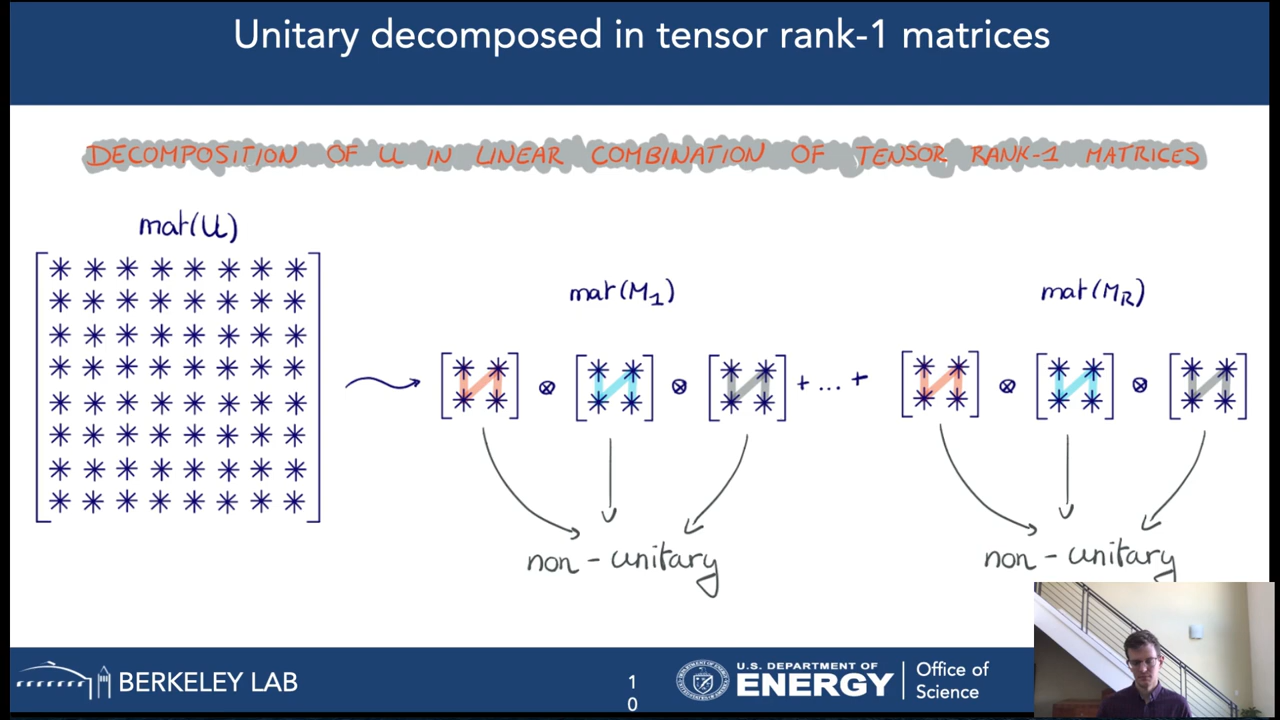 Unitary decomposed in tensor rank-1 matrices
DECOMPOSITION OF U IN LINEAR COMBINATION OF TENSOR RANK-1 MATRICES
mat(U)
mat(M₁)
mat(M_R)
[* * * * * * * *]
[* * * * * * * *]
[* * * * * * * *]
[* * * * * * * *]
[* * * * * * * *]
[* * * * * * * *]
[* * * * * * * *]
[* * * * * * * *]
[* *] ⊗ [* *] ⊗ [* *] + ... + [* *] ⊗ [* *] ⊗ [* *]
[* *] [* *] [* *] [* *] [* *] [* *]
non-unitary
non-unitary
BERKELEY LAB
1
0
U.S. DEPARTMENT OF
ENERGY
Office of
Science